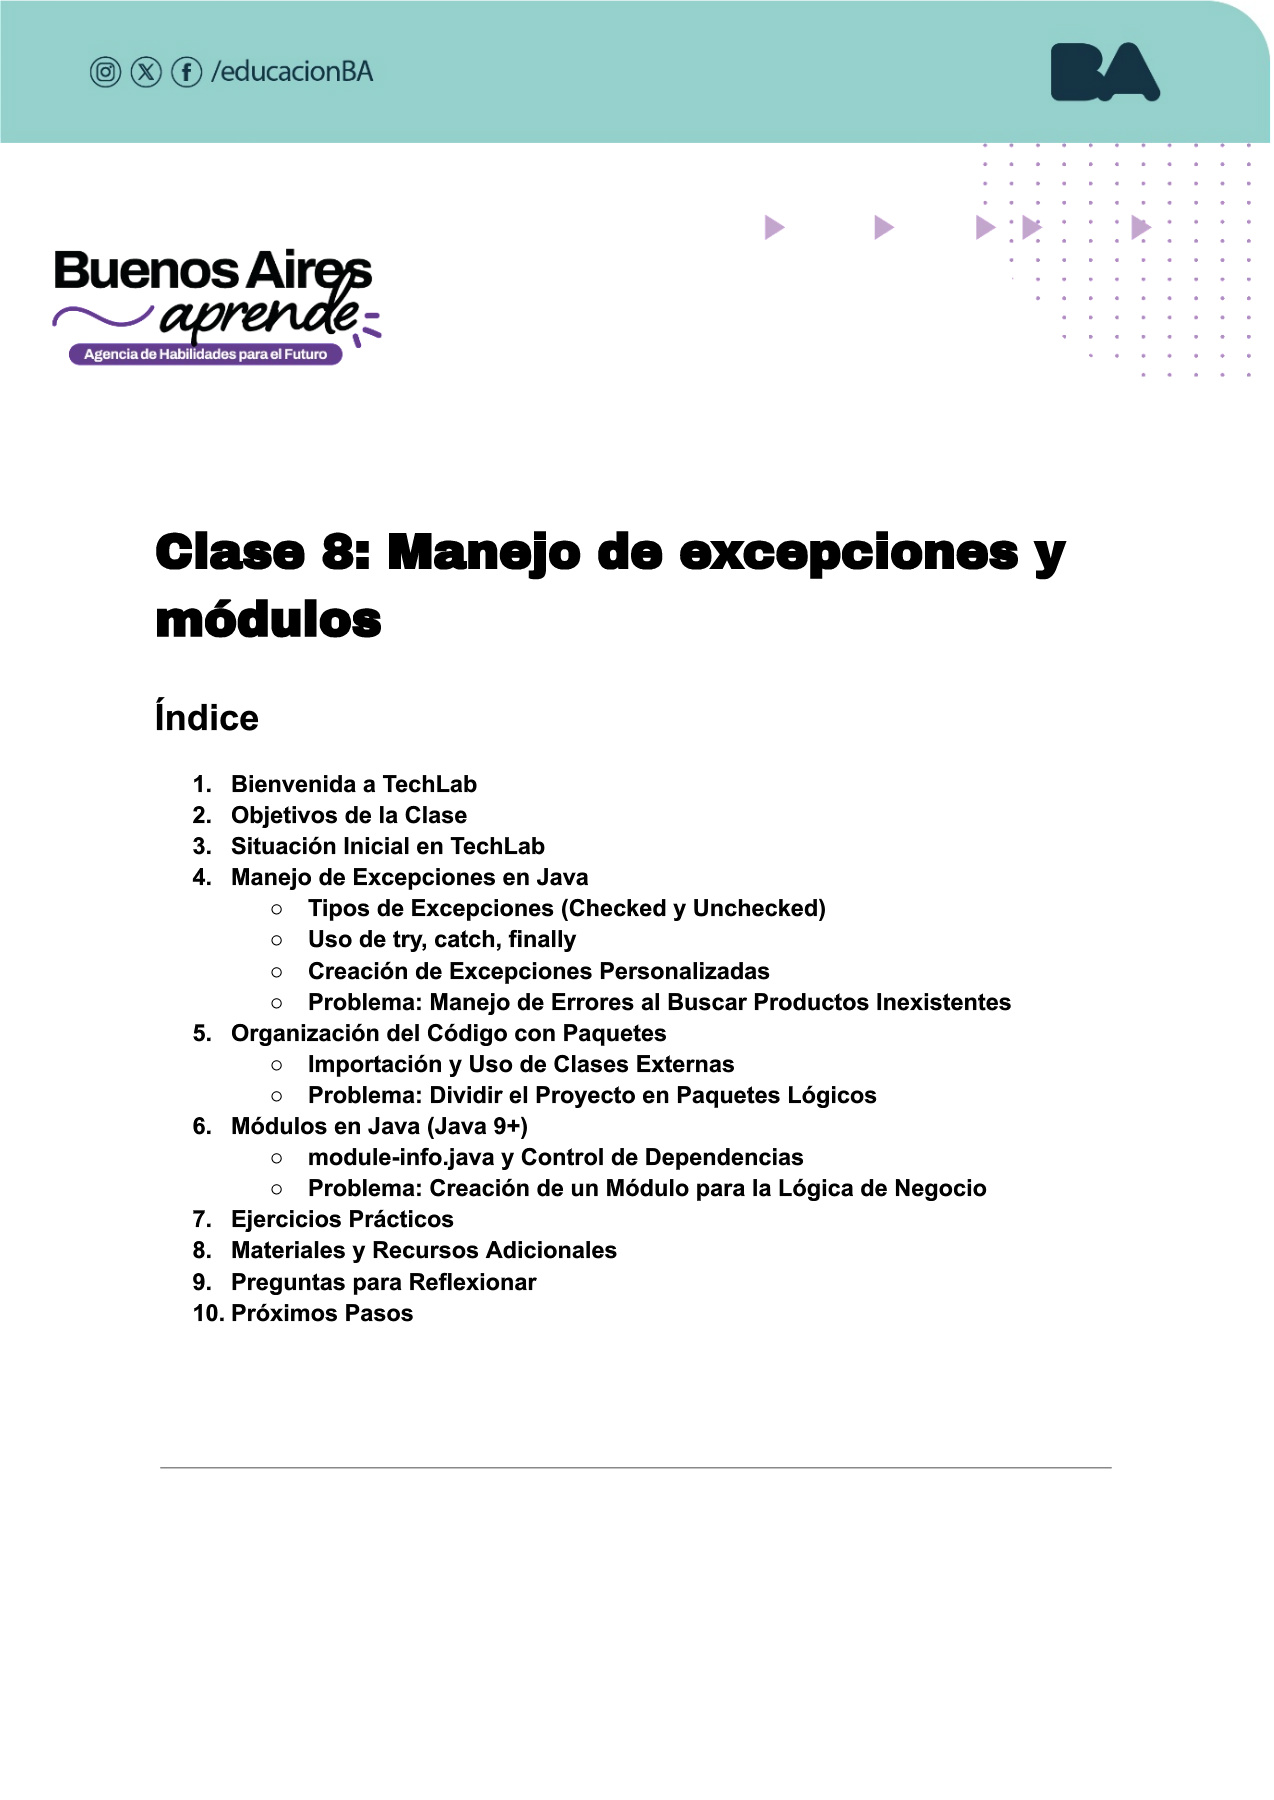 /educacionBA
BA
Buenos Aires
aprende
Agencia de Habilidades para el Futuro
Clase 8: Manejo de excepciones y
módulos
Índice
1. Bienvenida a TechLab
2. Objetivos de la Clase
3. Situación Inicial en TechLab
4. Manejo de Excepciones en Java
○ Tipos de Excepciones (Checked y Unchecked)
○ Uso de try, catch, finally
○ Creación de Excepciones Personalizadas
○ Problema: Manejo de Errores al Buscar Productos Inexistentes
5. Organización del Código con Paquetes
○ Importación y Uso de Clases Externas
○ Problema: Dividir el Proyecto en Paquetes Lógicos
6. Módulos en Java (Java 9+)
○ module-info.java y Control de Dependencias
○ Problema: Creación de un Módulo para la Lógica de Negocio
7. Ejercicios Prácticos
8. Materiales y Recursos Adicionales
9. Preguntas para Reflexionar
10. Próximos Pasos